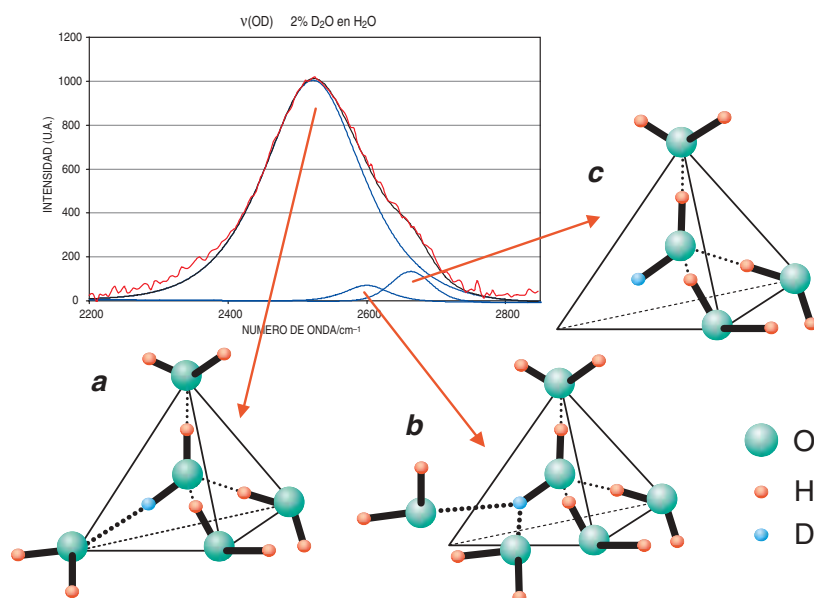 ν(OD) 2% D₂O en H₂O
INTENSIDAD (U.A.)
1200
1000
800
600
400
200
0
2200
2400
2600
2800
NUMERO DE ONDA/cm⁻¹
c
a
b
O
H
D